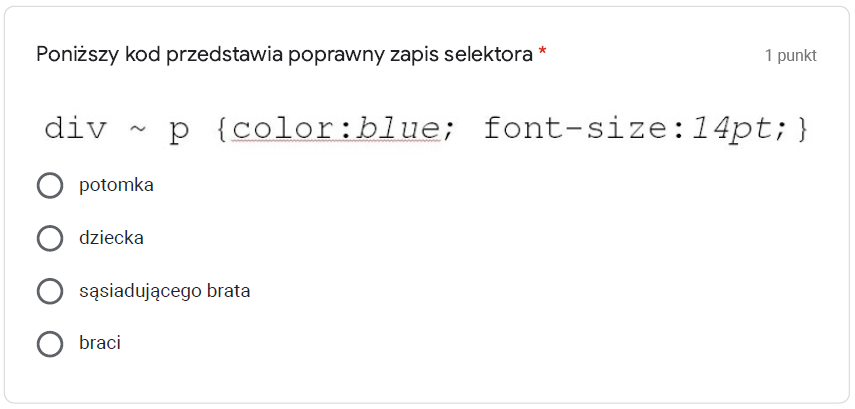 Poniższy kod przedstawia poprawny zapis selektora *
1 punkt
div ~ p {color:blue; font-size:14pt;}
potomka
dziecka
sąsiadującego brata
braci